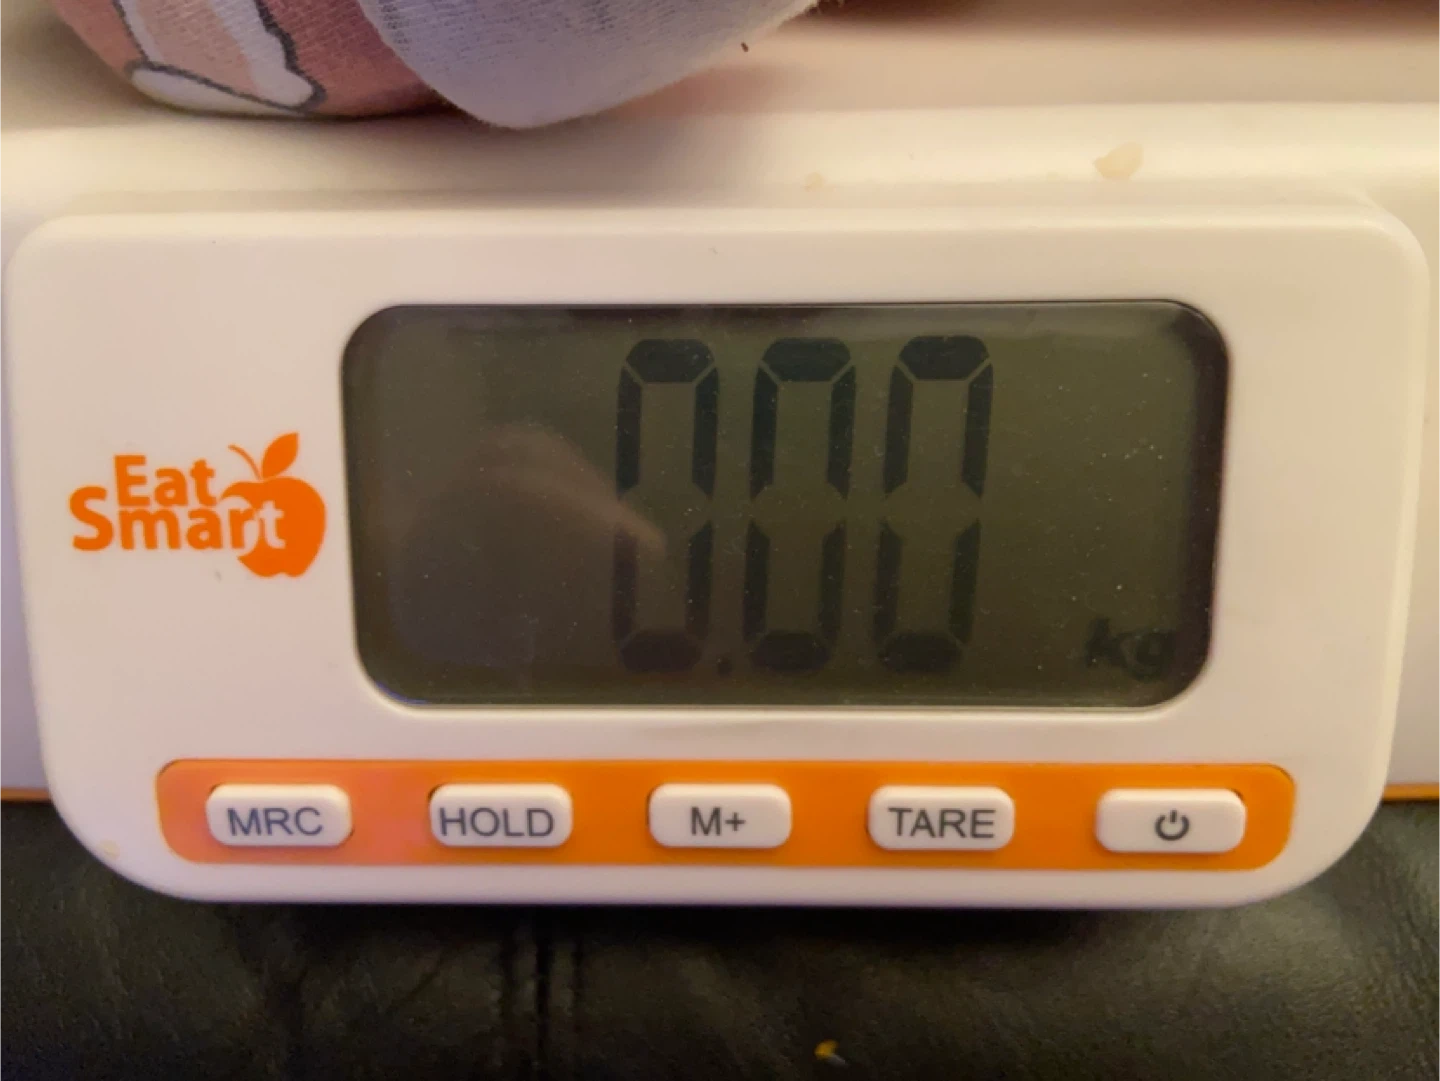 0.00
kg
Eat
Smart
MRC HOLD M+ TARE